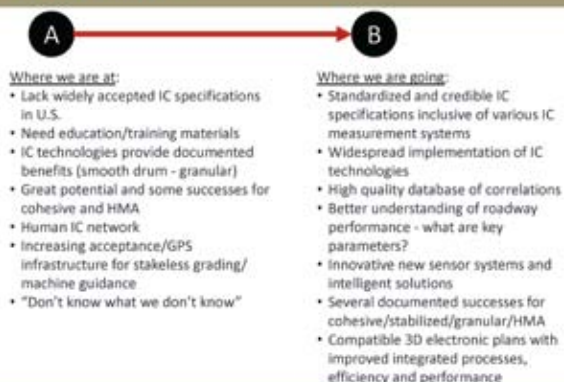 A
B
Where we are at:
• Lack widely accepted IC specifications
in U.S.
• Need education/training materials
• IC technologies provide documented
benefits (smooth drum - granular)
• Great potential and some successes for
cohesive and HMA
• Human IC network
• Increasing acceptance/GPS
infrastructure for stakeless grading/
machine guidance
• "Don't know what we don't know"
Where we are going:
• Standardized and credible IC
specifications inclusive of various IC
measurement systems
• Widespread implementation of IC
technologies
• High quality database of correlations
• Better understanding of roadway
performance - what are key
parameters?
• Innovative new sensor systems and
intelligent solutions
• Several documented successes for
cohesive/stabilized/granular/HMA
• Compatible 3D electronic plans with
improved integrated processes,
efficiency and performance